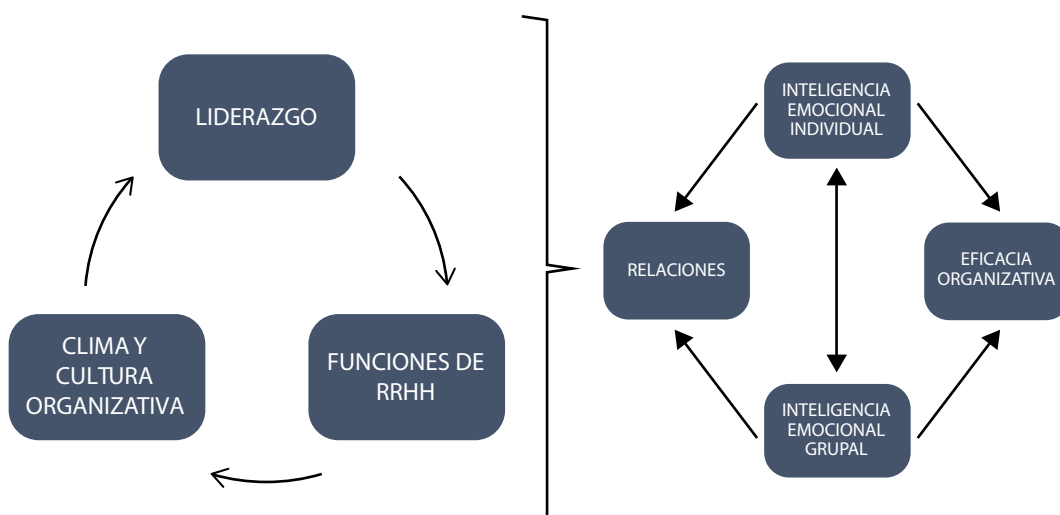 LIDERAZGO
CLIMA Y
CULTURA
ORGANIZATIVA
FUNCIONES DE
RRHH
INTELIGENCIA
EMOCIONAL
INDIVIDUAL
RELACIONES
EFICACIA
ORGANIZATIVA
INTELIGENCIA
EMOCIONAL
GRUPAL